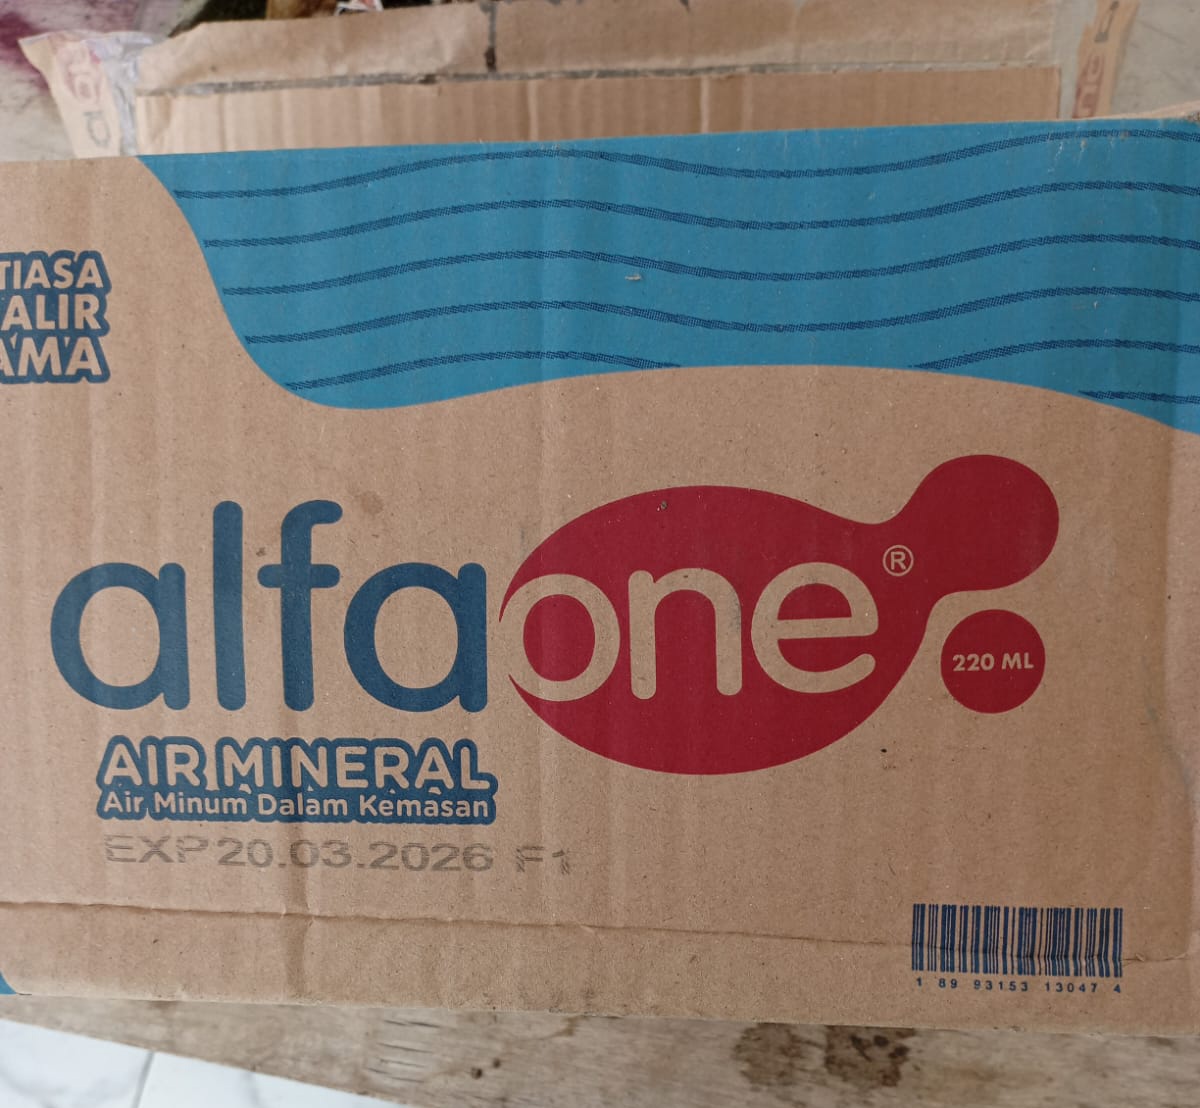 TIASA
ALIR
AMA
alfaone®
220 ML
AIR MINERAL
Air Minum Dalam Kemasan
EXP 20.03.2026 F1
1 89 93153 13047 4